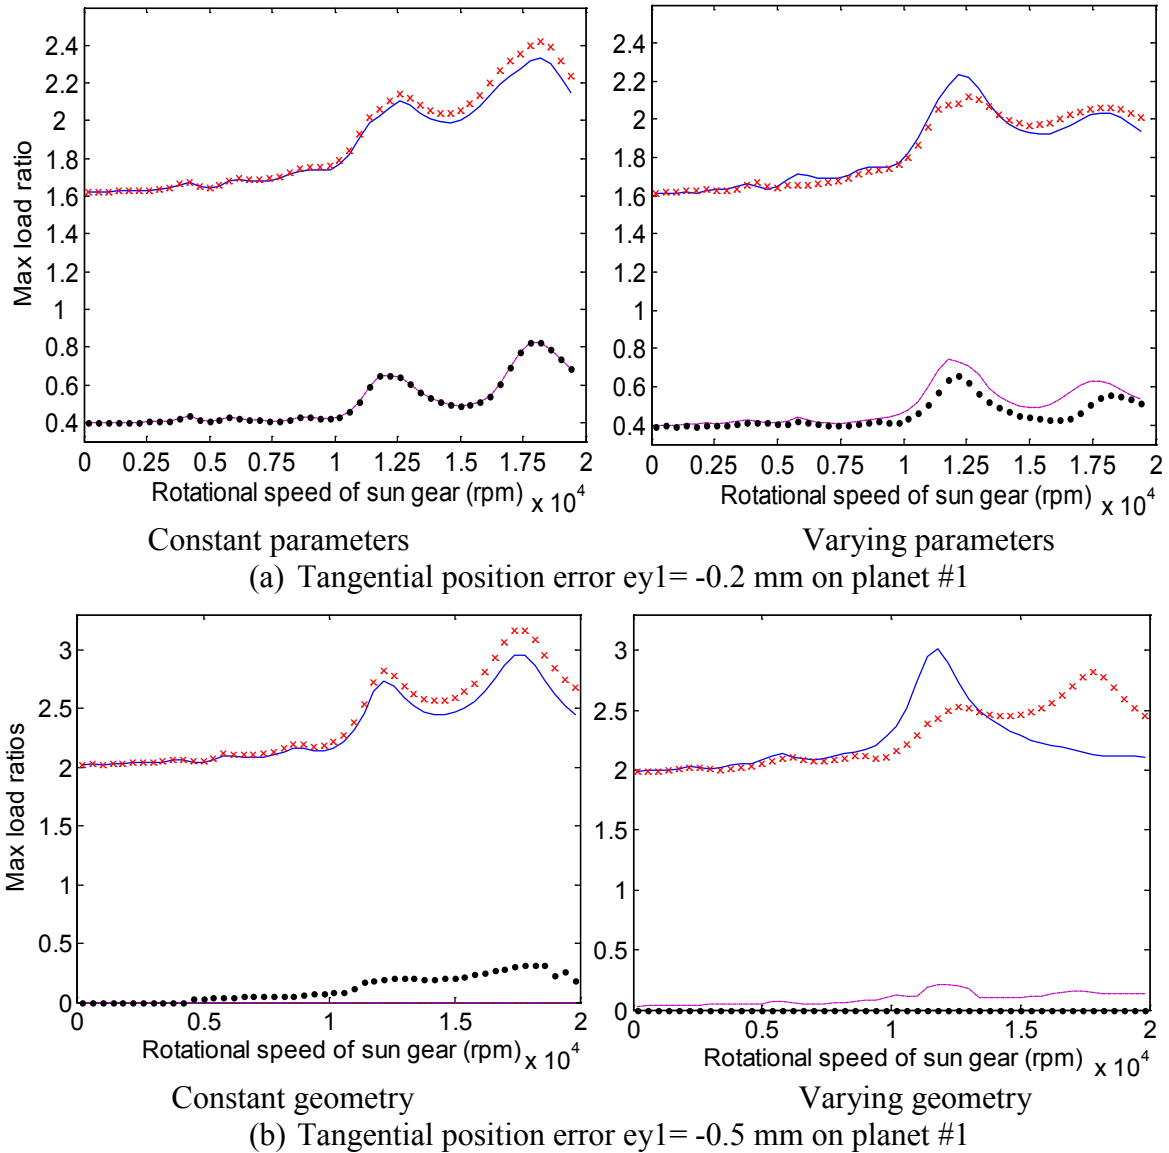 2.4
2.2
2
1.8
1.6
1.4
1.2
1
0.8
0.6
0.4
Max load ratio
0 0.25 0.5 0.75 1 1.25 1.5 1.75 2
Rotational speed of sun gear (rpm) x 10^4
2.4
2.2
2
1.8
1.6
1.4
1.2
1
0.8
0.6
0.4
0 0.25 0.5 0.75 1 1.25 1.5 1.75 2
Rotational speed of sun gear (rpm) x 10^4
Constant parameters Varying parameters
(a) Tangential position error ey1= -0.2 mm on planet #1
3
2.5
2
1.5
1
0.5
0
Max load ratios
0 0.5 1 1.5 2
Rotational speed of sun gear (rpm) x 10^4
3
2.5
2
1.5
1
0.5
0
0 0.5 1 1.5 2
Rotational speed of sun gear (rpm) x 10^4
Constant geometry Varying geometry
(b) Tangential position error ey1= -0.5 mm on planet #1